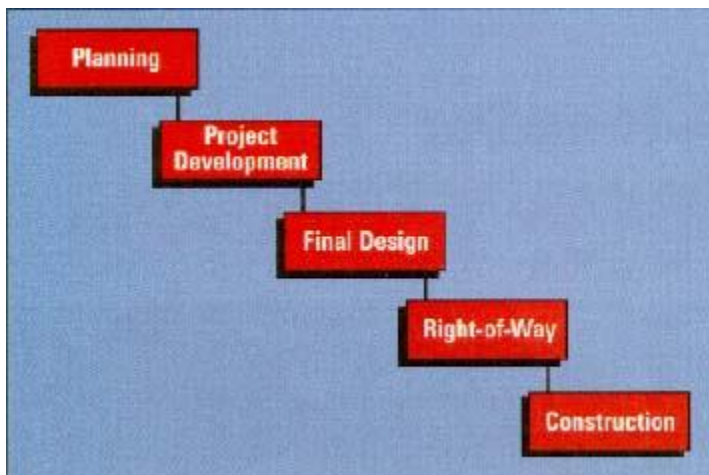 Planning
Project
Development
Final Design
Right-of-Way
Construction